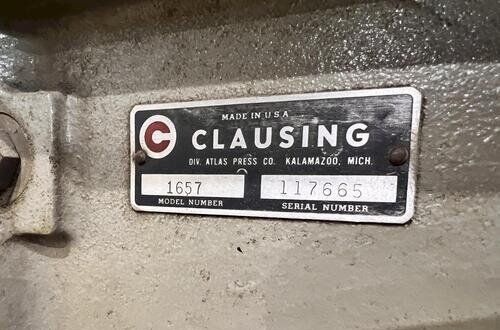 MADE IN U.S.A
C CLAUSING
DIV. ATLAS PRESS CO. KALAMAZOO, MICH.
1657 117665
MODEL NUMBER SERIAL NUMBER